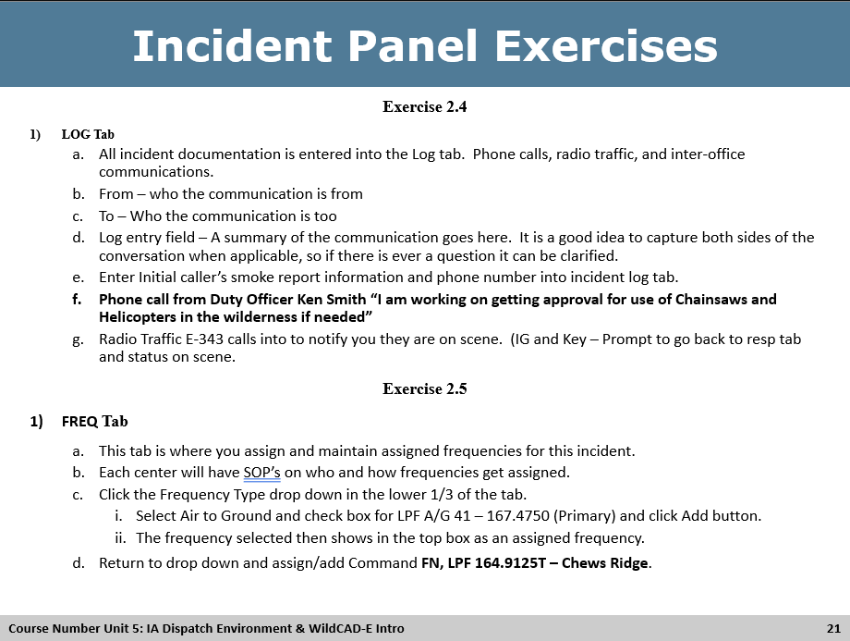 Incident Panel Exercises
Exercise 2.4
1) LOG Tab
a. All incident documentation is entered into the Log tab. Phone calls, radio traffic, and inter-office
communications.
b. From – who the communication is from
c. To – Who the communication is too
d. Log entry field – A summary of the communication goes here. It is a good idea to capture both sides of the
conversation when applicable, so if there is ever a question it can be clarified.
e. Enter Initial caller’s smoke report information and phone number into incident log tab.
f. Phone call from Duty Officer Ken Smith “I am working on getting approval for use of Chainsaws and
Helicopters in the wilderness if needed”
g. Radio Traffic E-343 calls into to notify you they are on scene. (IG and Key – Prompt to go back to resp tab
and status on scene.
Exercise 2.5
1) FREQ Tab
a. This tab is where you assign and maintain assigned frequencies for this incident.
b. Each center will have SOP’s on who and how frequencies get assigned.
c. Click the Frequency Type drop down in the lower 1/3 of the tab.
i. Select Air to Ground and check box for LPF A/G 41 – 167.4750 (Primary) and click Add button.
ii. The frequency selected then shows in the top box as an assigned frequency.
d. Return to drop down and assign/add Command FN, LPF 164.9125T – Chews Ridge.
Course Number Unit 5: IA Dispatch Environment & WildCAD-E Intro 21